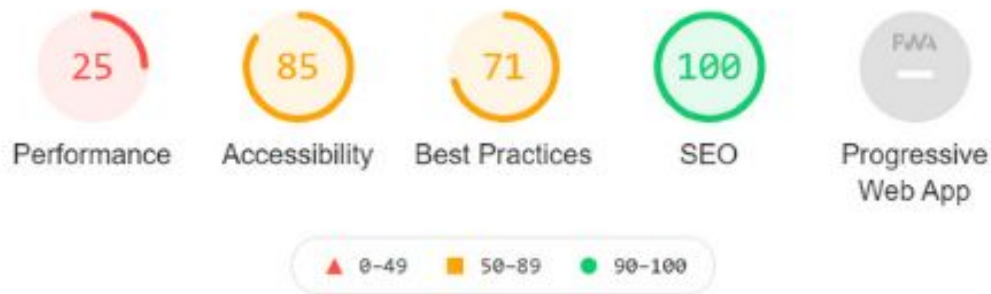 25
85
71
100
PWA
Performance
Accessibility
Best Practices
SEO
Progressive
Web App
0–49
50–89
90–100